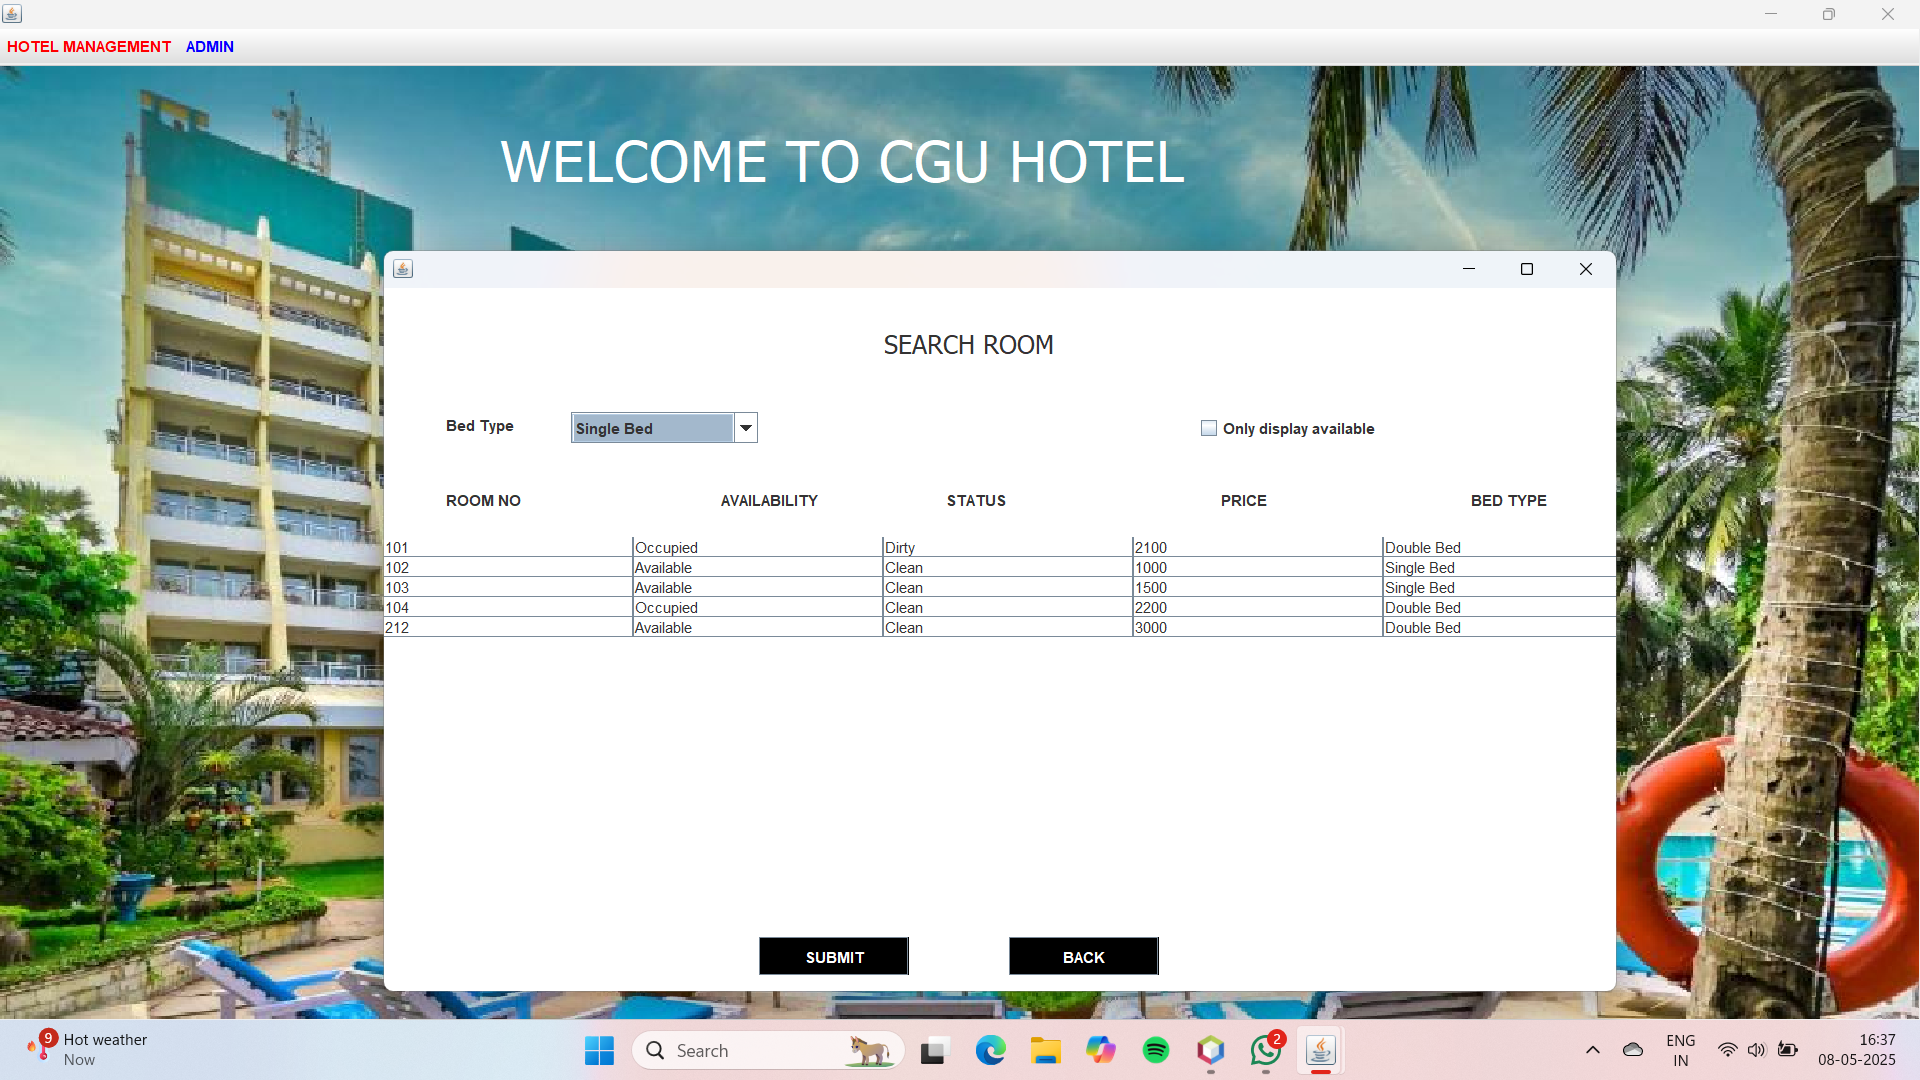 HOTEL MANAGEMENT ADMIN
WELCOME TO CGU HOTEL
SEARCH ROOM
Bed Type Single Bed Only display available
ROOM NO AVAILABILITY STATUS PRICE BED TYPE
101 Occupied Dirty 2100 Double Bed
102 Available Clean 1000 Single Bed
103 Available Clean 1500 Single Bed
104 Occupied Clean 2200 Double Bed
212 Available Clean 3000 Double Bed
SUBMIT BACK
9 Hot weather
Now
Search
2
ENG
IN
16:37
08-05-2025